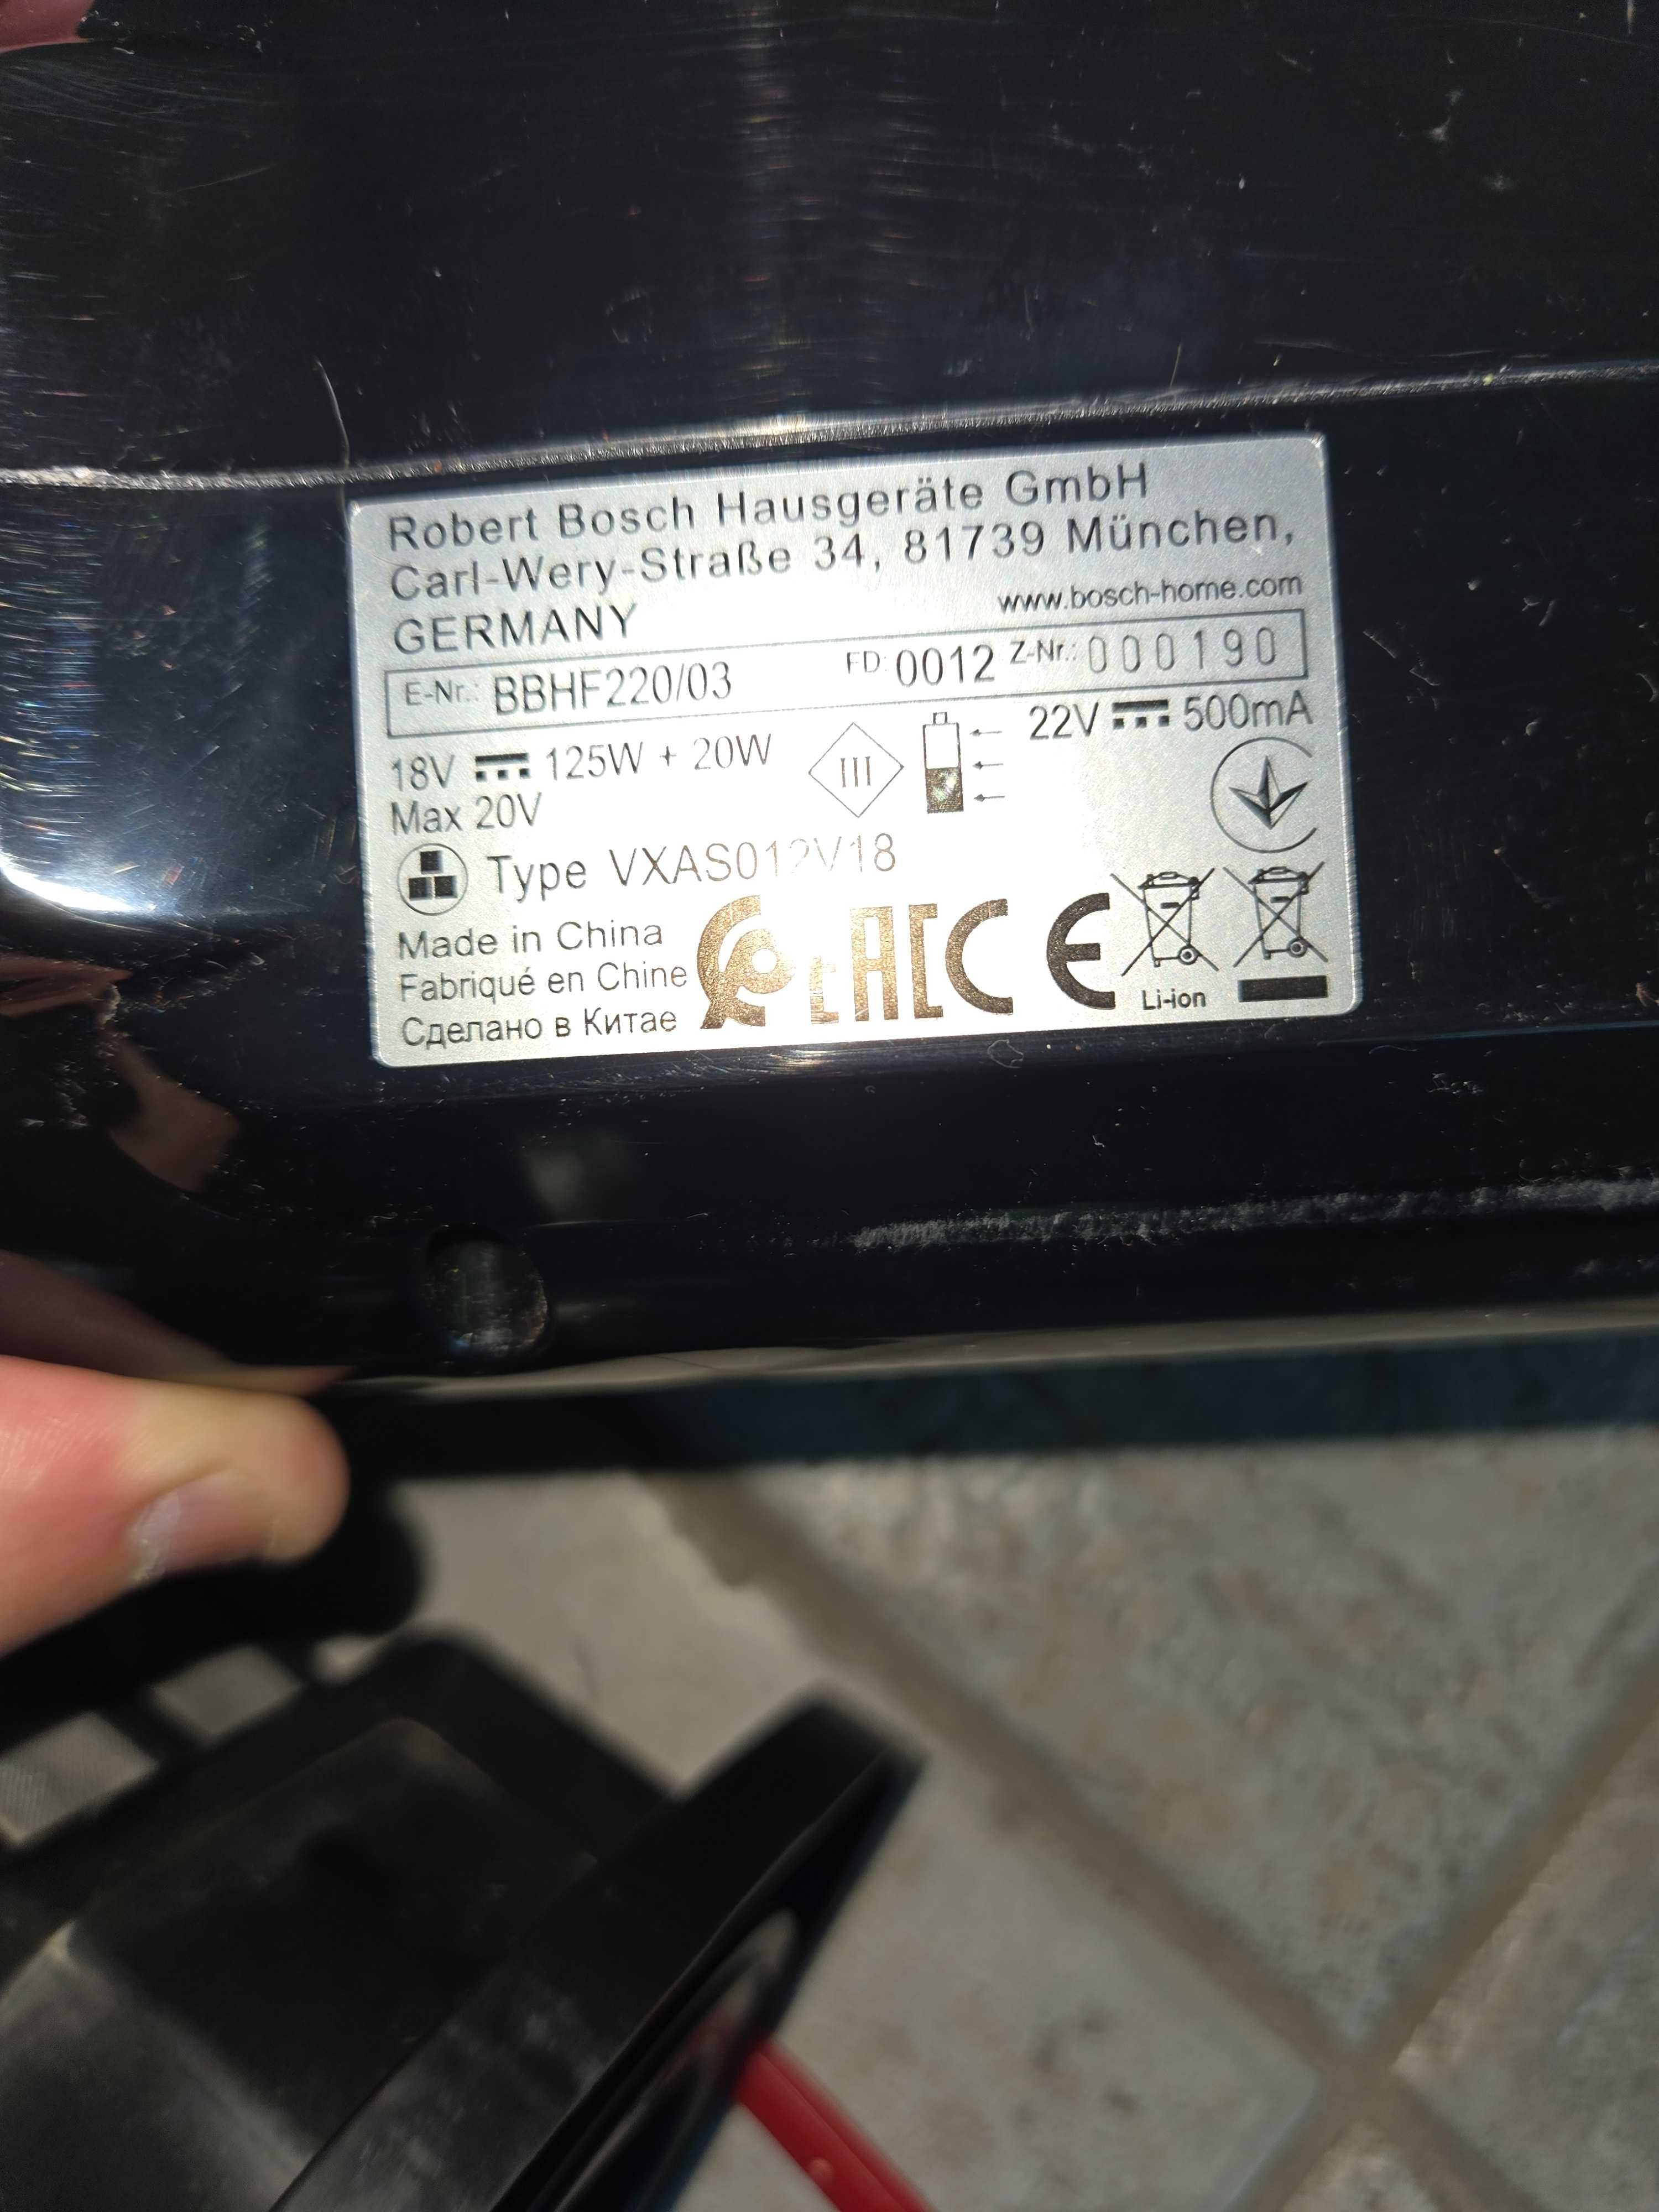 Robert Bosch Hausgeräte GmbH
Carl-Wery-Straße 34, 81739 München,
GERMANY www.bosch-home.com
E-Nr.: BBHF220/03 FD: 0012 Z-Nr.: 000190
18V 125W + 20W III 22V 500mA
Max 20V
Type VXAS012V18
Made in China
Fabriqué en Chine
Сделано в Китае
EAC CE Li-ion